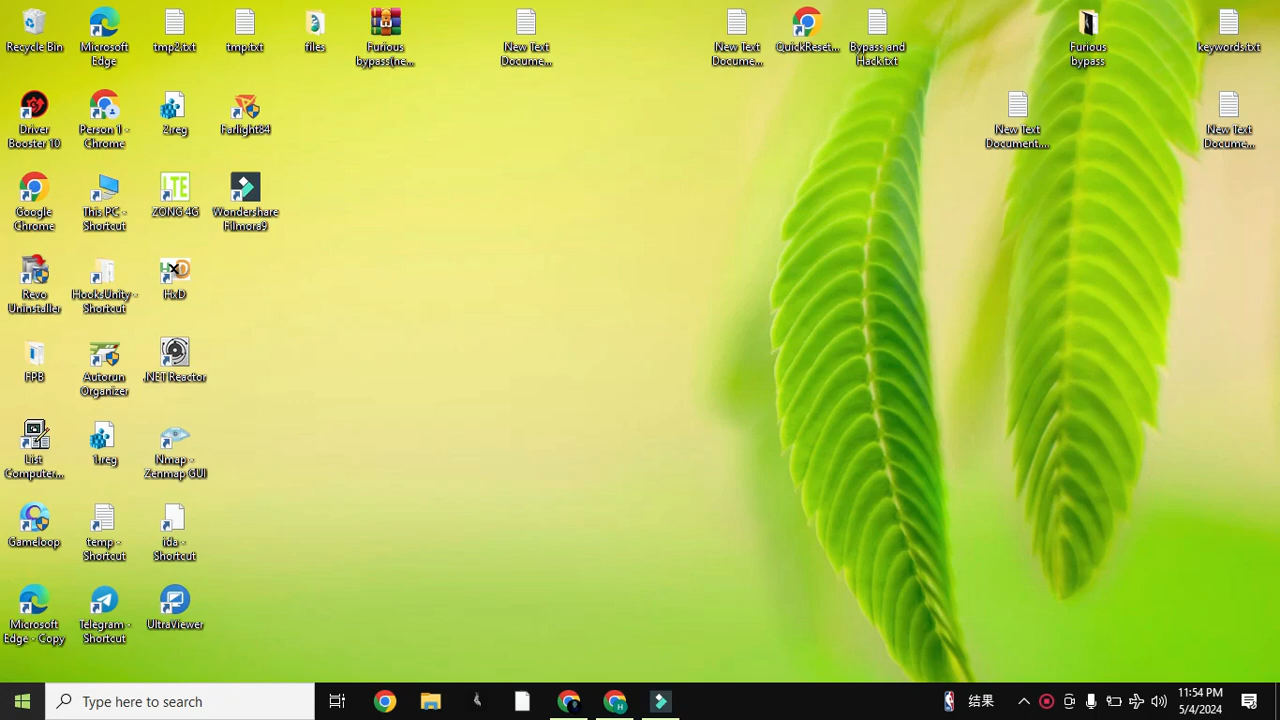 Recycle Bin
Microsoft
Edge
tmp2.txt
tmp.txt
files
Furious
bypass(ne...
New Text
Docume...
New Text
Docume...
QuickReset...
Bypass and
Hack.txt
Furious
bypass
keywords.txt
Driver
Booster 10
Person 1 -
Chrome
2.reg
Farlight84
New Text
Document....
New Text
Docume...
Google
Chrome
This PC -
Shortcut
LTE
ZONG 4G
Wondershare
Filmora9
Revo
Uninstaller
HooksUnity -
Shortcut
HxD
HxD
FPB
Autorun
Organizer
.NET Reactor
List
Computer...
1.reg
Nmap -
Zenmap GUI
Gameloop
temp -
Shortcut
ida -
Shortcut
Microsoft
Edge - Copy
Telegram -
Shortcut
UltraViewer
Type here to search
H
结果
11:54 PM
5/4/2024